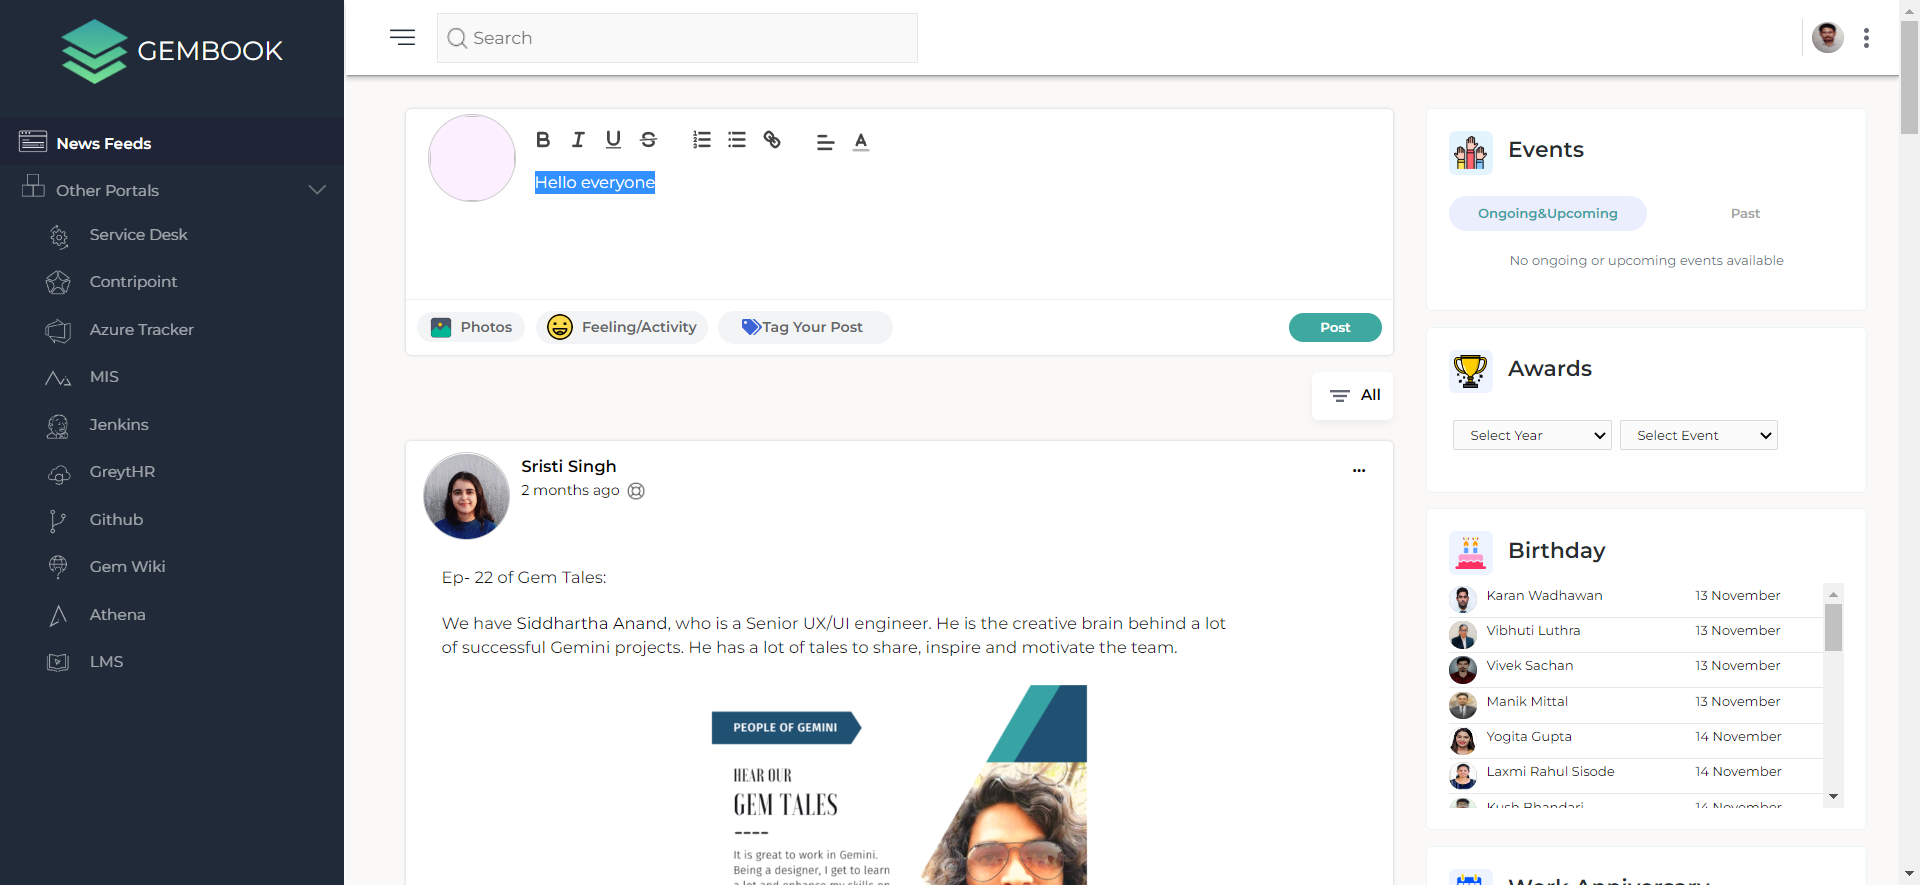 GEMBOOK
News Feeds
Other Portals
Service Desk
Contripoint
Azure Tracker
MIS
Jenkins
GreytHR
Github
Gem Wiki
Athena
LMS
Search
B I U S A
Hello everyone
Photos
Feeling/Activity
Tag Your Post
Post
All
Sristi Singh
2 months ago
Ep- 22 of Gem Tales:
We have Siddhartha Anand, who is a Senior UX/UI engineer. He is the creative brain behind a lot
of successful Gemini projects. He has a lot of tales to share, inspire and motivate the team.
PEOPLE OF GEMINI
HEAR OUR
GEM TALES
It is great to work in Gemini.
Being a designer, I get to learn
a lot and enhance my skills on
Events
Ongoing&Upcoming
Past
No ongoing or upcoming events available
Awards
Select Year
Select Event
Birthday
Karan Wadhawan 13 November
Vibhuti Luthra 13 November
Vivek Sachan 13 November
Manik Mittal 13 November
Yogita Gupta 14 November
Laxmi Rahul Sisode 14 November
Kush Bhandari 14 November
Work Anniversary